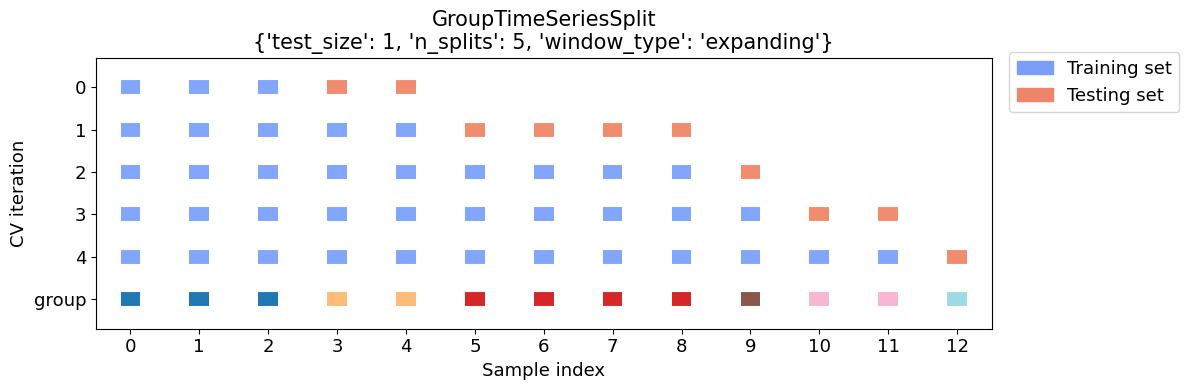 GroupTimeSeriesSplit
{'test_size': 1, 'n_splits': 5, 'window_type': 'expanding'}
Training set
Testing set
CV iteration
0
1
2
3
4
group
0 1 2 3 4 5 6 7 8 9 10 11 12
Sample index